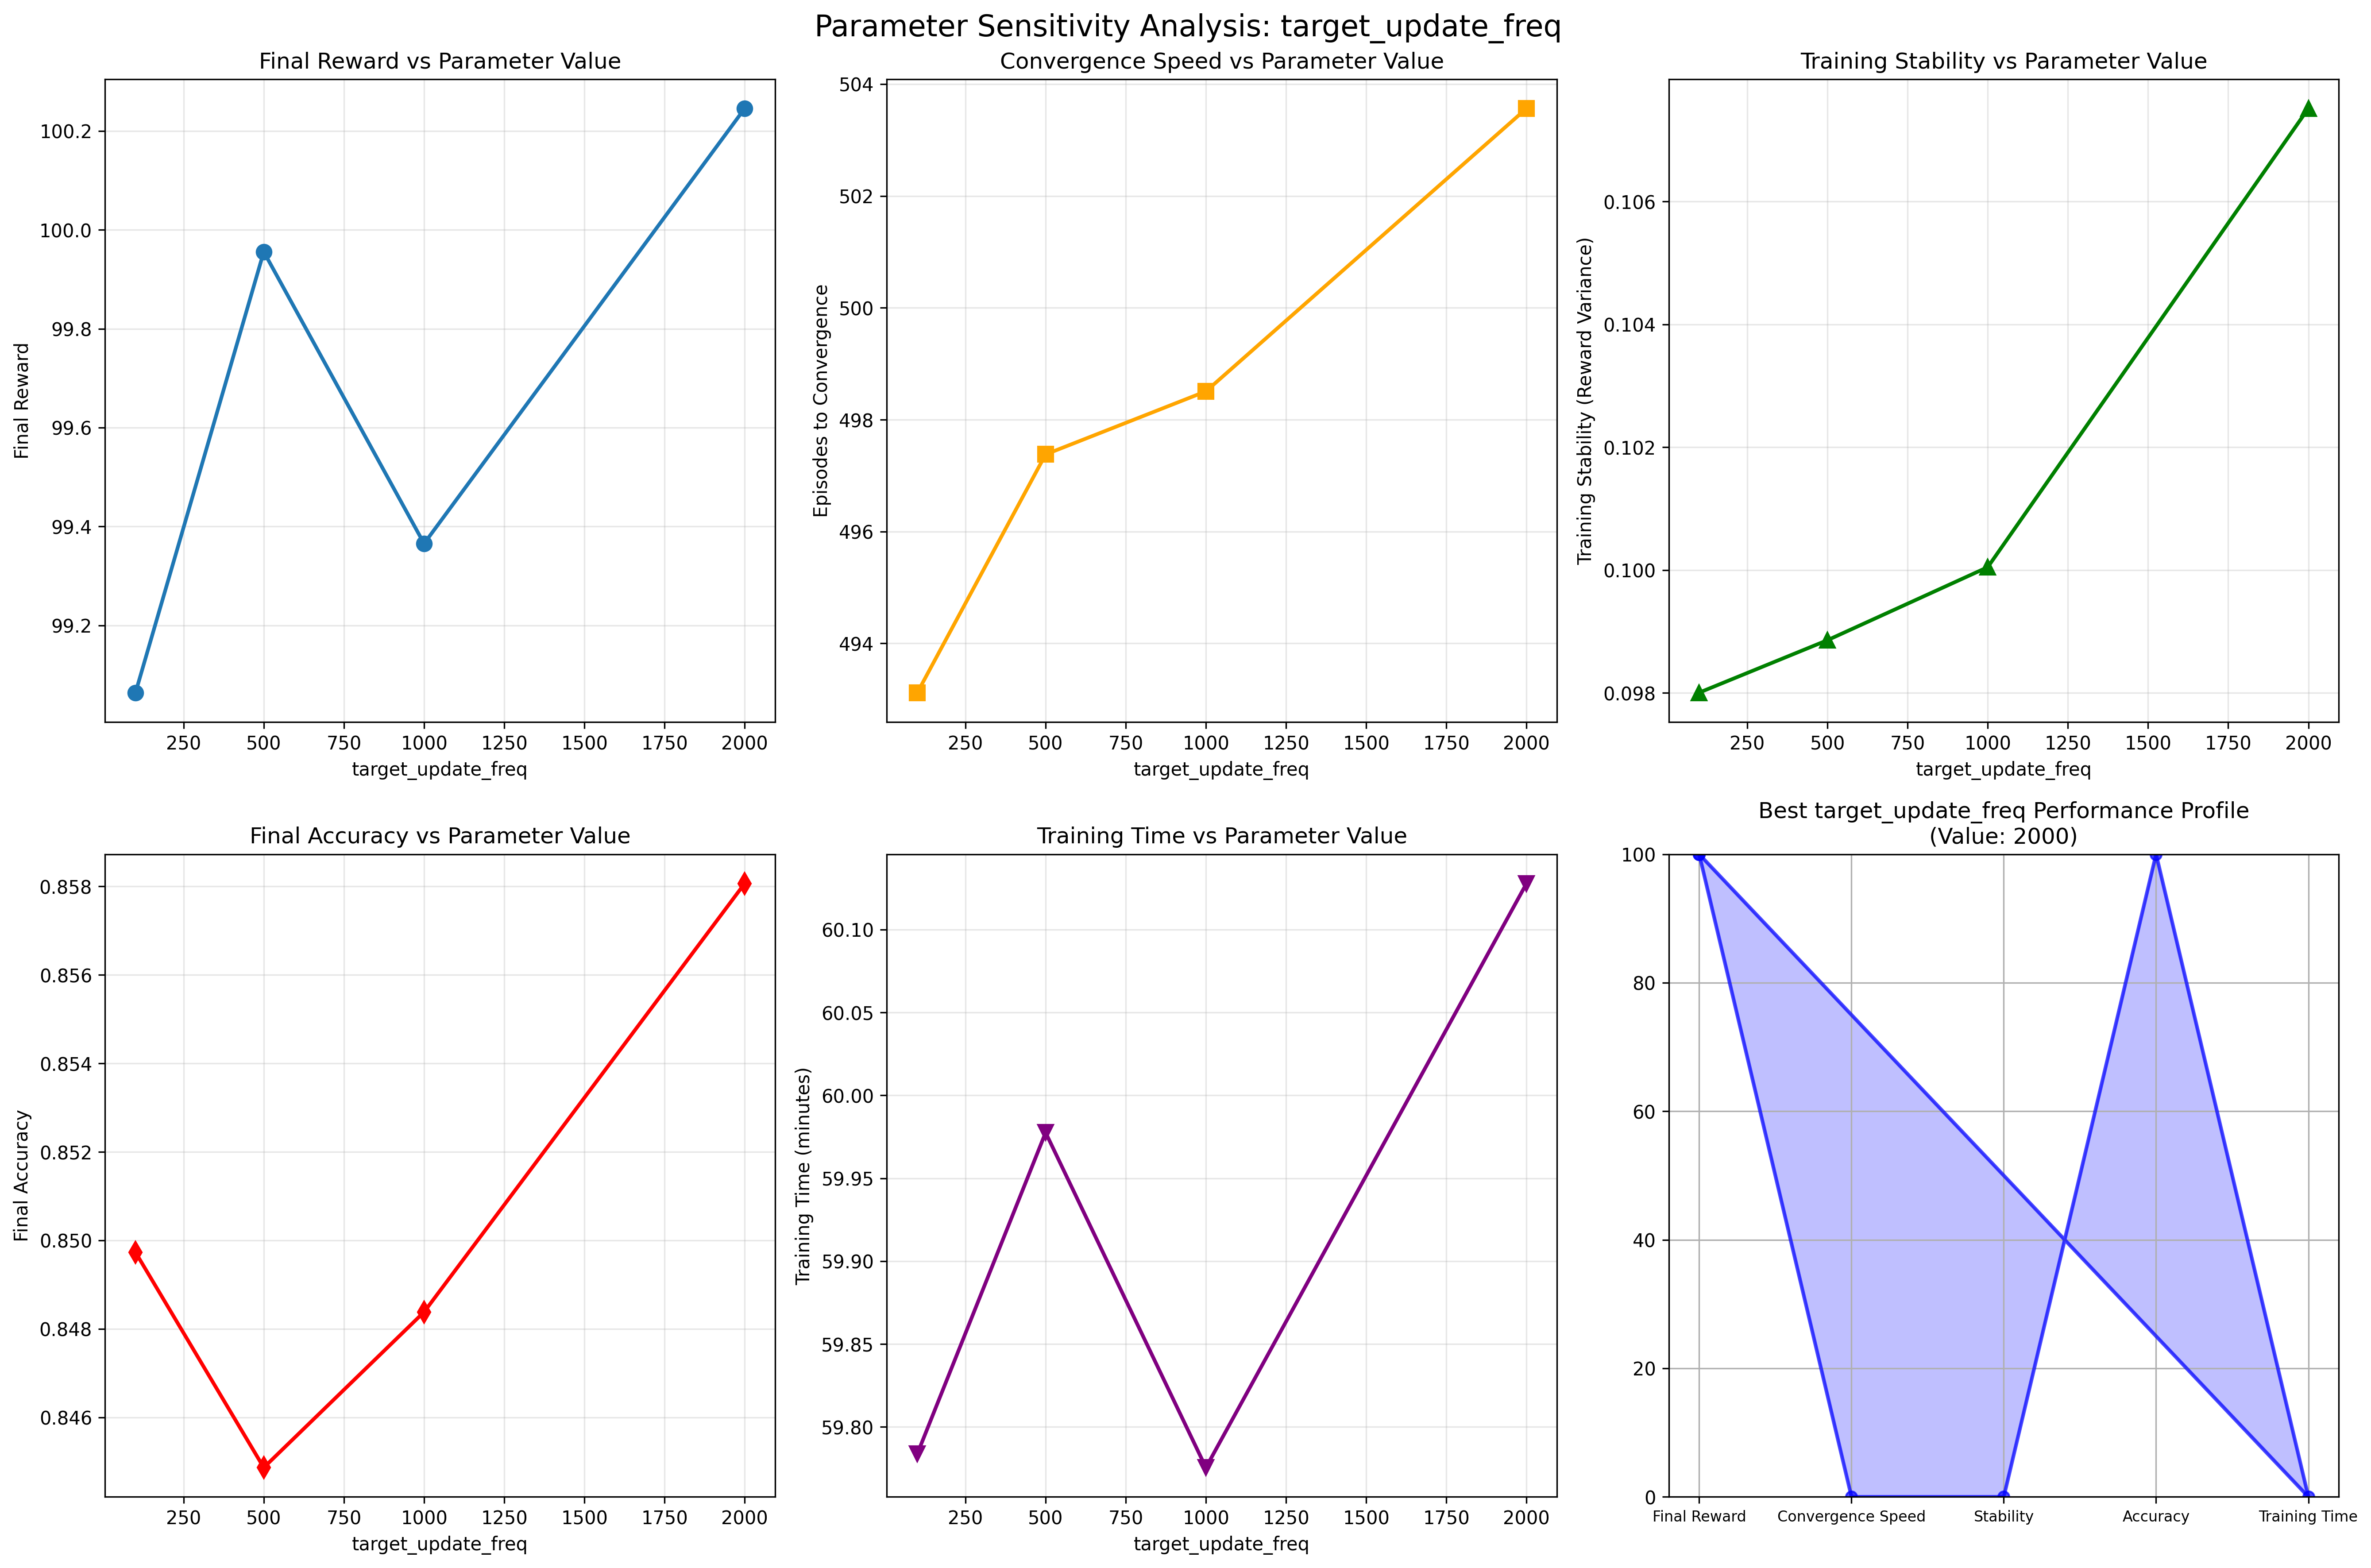 Parameter Sensitivity Analysis: target_update_freq
Final Reward vs Parameter Value
Final Reward
100.2
100.0
99.8
99.6
99.4
99.2
250 500 750 1000 1250 1500 1750 2000
target_update_freq
Convergence Speed vs Parameter Value
Episodes to Convergence
504
502
500
498
496
494
250 500 750 1000 1250 1500 1750 2000
target_update_freq
Training Stability vs Parameter Value
Training Stability (Reward Variance)
0.106
0.104
0.102
0.100
0.098
250 500 750 1000 1250 1500 1750 2000
target_update_freq
Final Accuracy vs Parameter Value
Final Accuracy
0.858
0.856
0.854
0.852
0.850
0.848
0.846
250 500 750 1000 1250 1500 1750 2000
target_update_freq
Training Time vs Parameter Value
Training Time (minutes)
60.10
60.05
60.00
59.95
59.90
59.85
59.80
250 500 750 1000 1250 1500 1750 2000
target_update_freq
Best target_update_freq Performance Profile
(Value: 2000)
100
80
60
40
20
0
Final Reward Convergence Speed Stability Accuracy Training Time